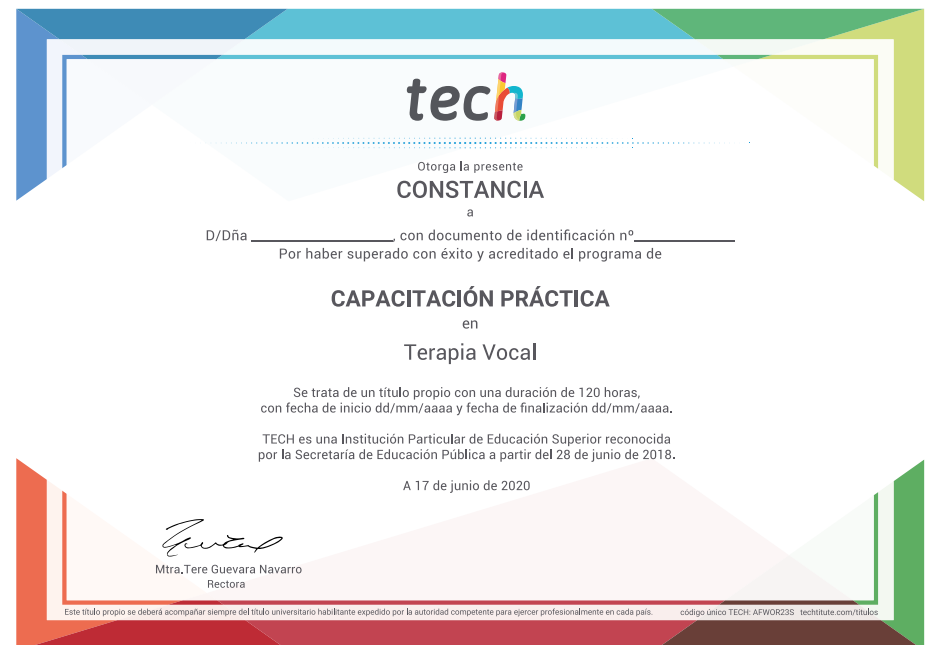 tech
Otorga la presente
CONSTANCIA
a
D/Dña ____________, con documento de identificación nº____________
Por haber superado con éxito y acreditado el programa de
CAPACITACIÓN PRÁCTICA
en
Terapia Vocal
Se trata de un título propio con una duración de 120 horas,
con fecha de inicio dd/mm/aaaa y fecha de finalización dd/mm/aaaa.
TECH es una Institución Particular de Educación Superior reconocida
por la Secretaría de Educación Pública a partir del 28 de junio de 2018.
A 17 de junio de 2020
Mtra.Tere Guevara Navarro
Rectora
Este título propio se deberá acompañar siempre del título universitario habilitante expedido por la autoridad competente para ejercer profesionalmente en cada país. código único TECH: AFWOR23S techtitute.com/titulos